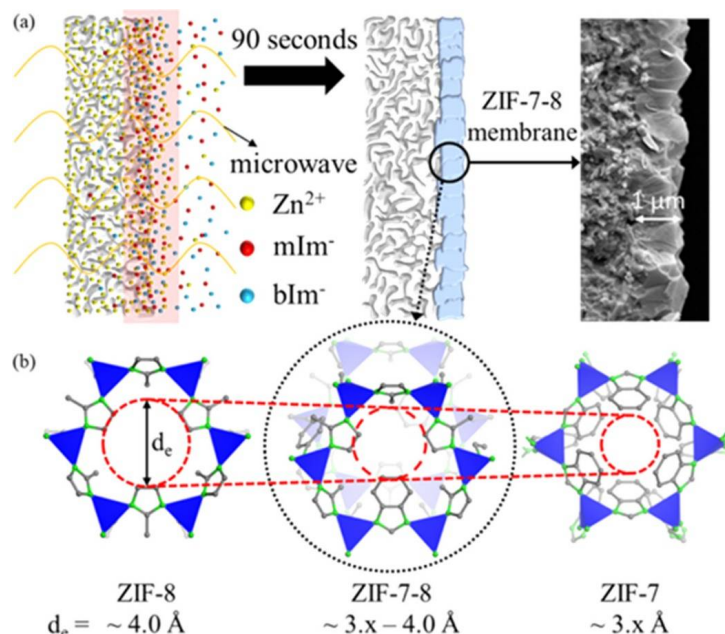 (a)
90 seconds
microwave
Zn²⁺
mIm⁻
bIm⁻
ZIF-7-8
membrane
1 μm
(b)
dₑ
ZIF-8
ZIF-7-8
ZIF-7
dₑ = ~ 4.0 Å
~ 3.x – 4.0 Å
~ 3.x Å